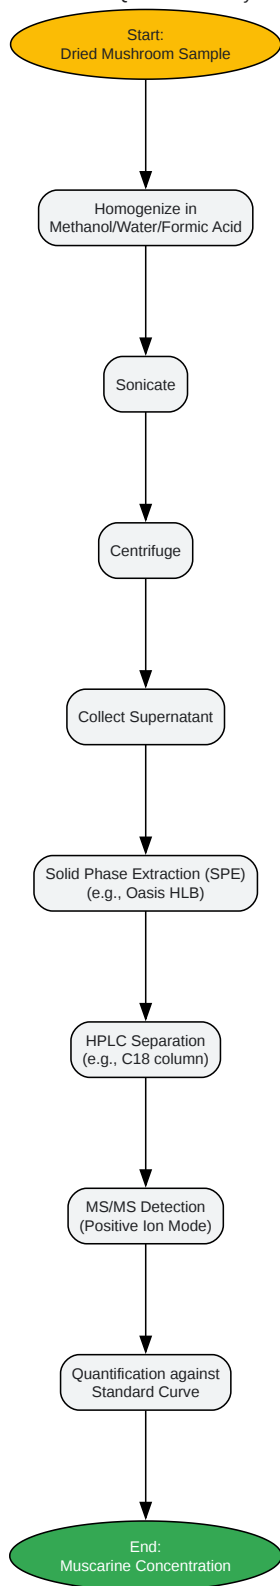 Start:
Dried Mushroom Sample
Homogenize in
Methanol/Water/Formic Acid
Sonicate
Centrifuge
Collect Supernatant
Solid Phase Extraction (SPE)
(e.g., Oasis HLB)
HPLC Separation
(e.g., C18 column)
MS/MS Detection
(Positive Ion Mode)
Quantification against
Standard Curve
End:
Muscarine Concentration